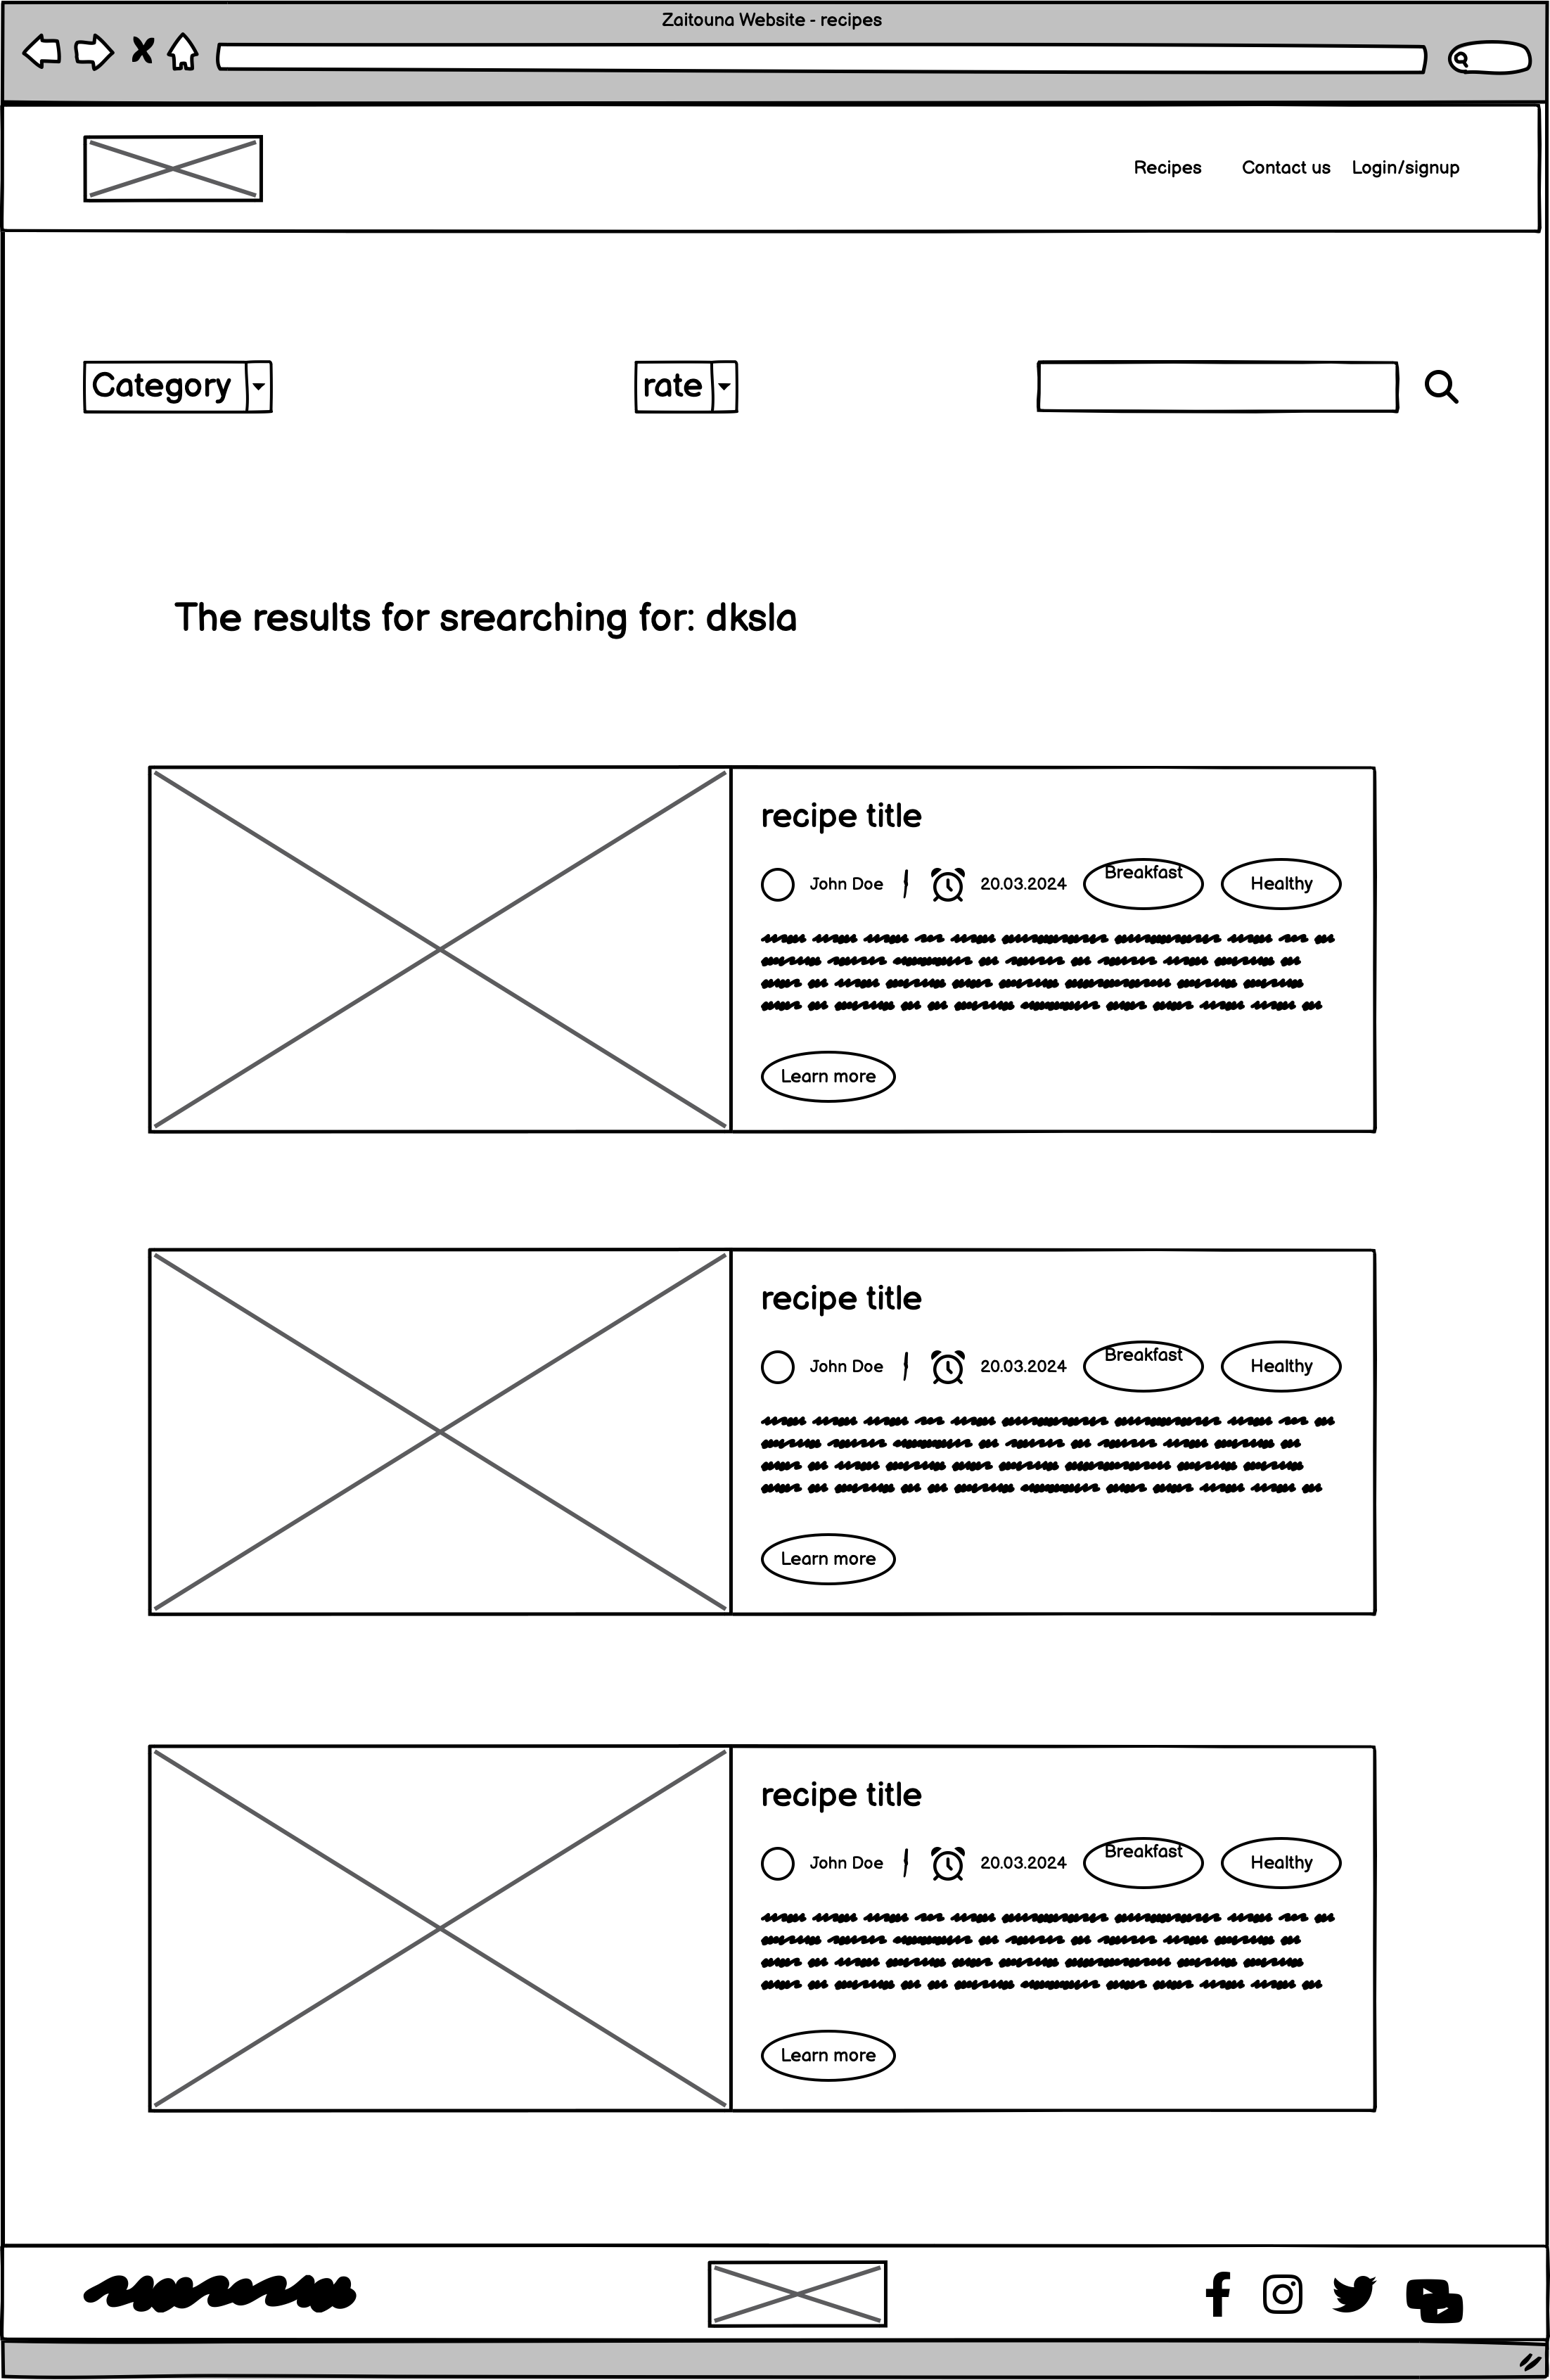 Zaitouna Website - recipes
Recipes Contact us Login/signup
Category rate
The results for srearching for: dksla
recipe title
John Doe 20.03.2024 Breakfast Healthy
Learn more
recipe title
John Doe 20.03.2024 Breakfast Healthy
Learn more
recipe title
John Doe 20.03.2024 Breakfast Healthy
Learn more